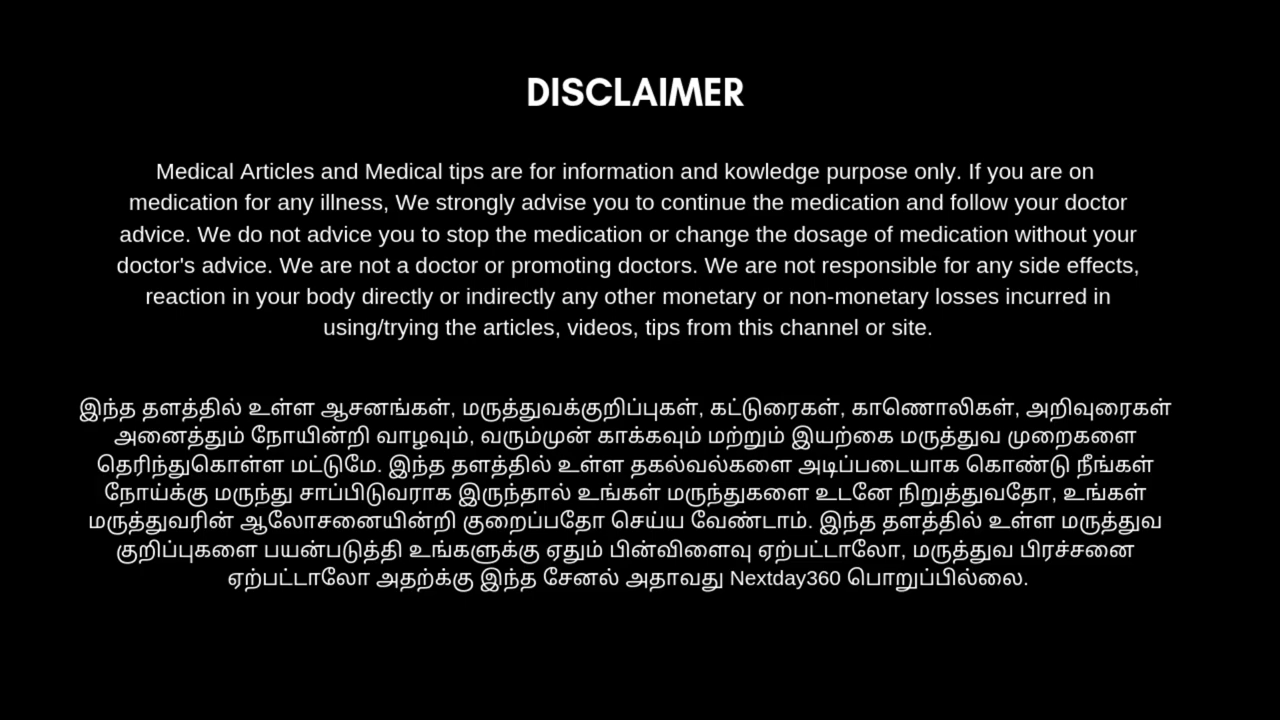 DISCLAIMER
Medical Articles and Medical tips are for information and kowledge purpose only. If you are on
medication for any illness, We strongly advise you to continue the medication and follow your doctor
advice. We do not advice you to stop the medication or change the dosage of medication without your
doctor's advice. We are not a doctor or promoting doctors. We are not responsible for any side effects,
reaction in your body directly or indirectly any other monetary or non-monetary losses incurred in
using/trying the articles, videos, tips from this channel or site.
இந்த தளத்தில் உள்ள ஆசனங்கள், மருத்துவக்குறிப்புகள், கட்டுரைகள், காணொலிகள், அறிவுரைகள்
அனைத்தும் நோயின்றி வாழவும், வரும்முன் காக்கவும் மற்றும் இயற்கை மருத்துவ முறைகளை
தெரிந்துகொள்ள மட்டுமே. இந்த தளத்தில் உள்ள தகல்வல்களை அடிப்படையாக கொண்டு நீங்கள்
நோய்க்கு மருந்து சாப்பிடுவராக இருந்தால் உங்கள் மருந்துகளை உடனே நிறுத்துவதோ, உங்கள்
மருத்துவரின் ஆலோசனையின்றி குறைப்பதோ செய்ய வேண்டாம். இந்த தளத்தில் உள்ள மருத்துவ
குறிப்புகளை பயன்படுத்தி உங்களுக்கு ஏதும் பின்விளைவு ஏற்பட்டாலோ, மருத்துவ பிரச்சனை
ஏற்பட்டாலோ அதற்க்கு இந்த சேனல் அதாவது Nextday360 பொறுப்பில்லை.